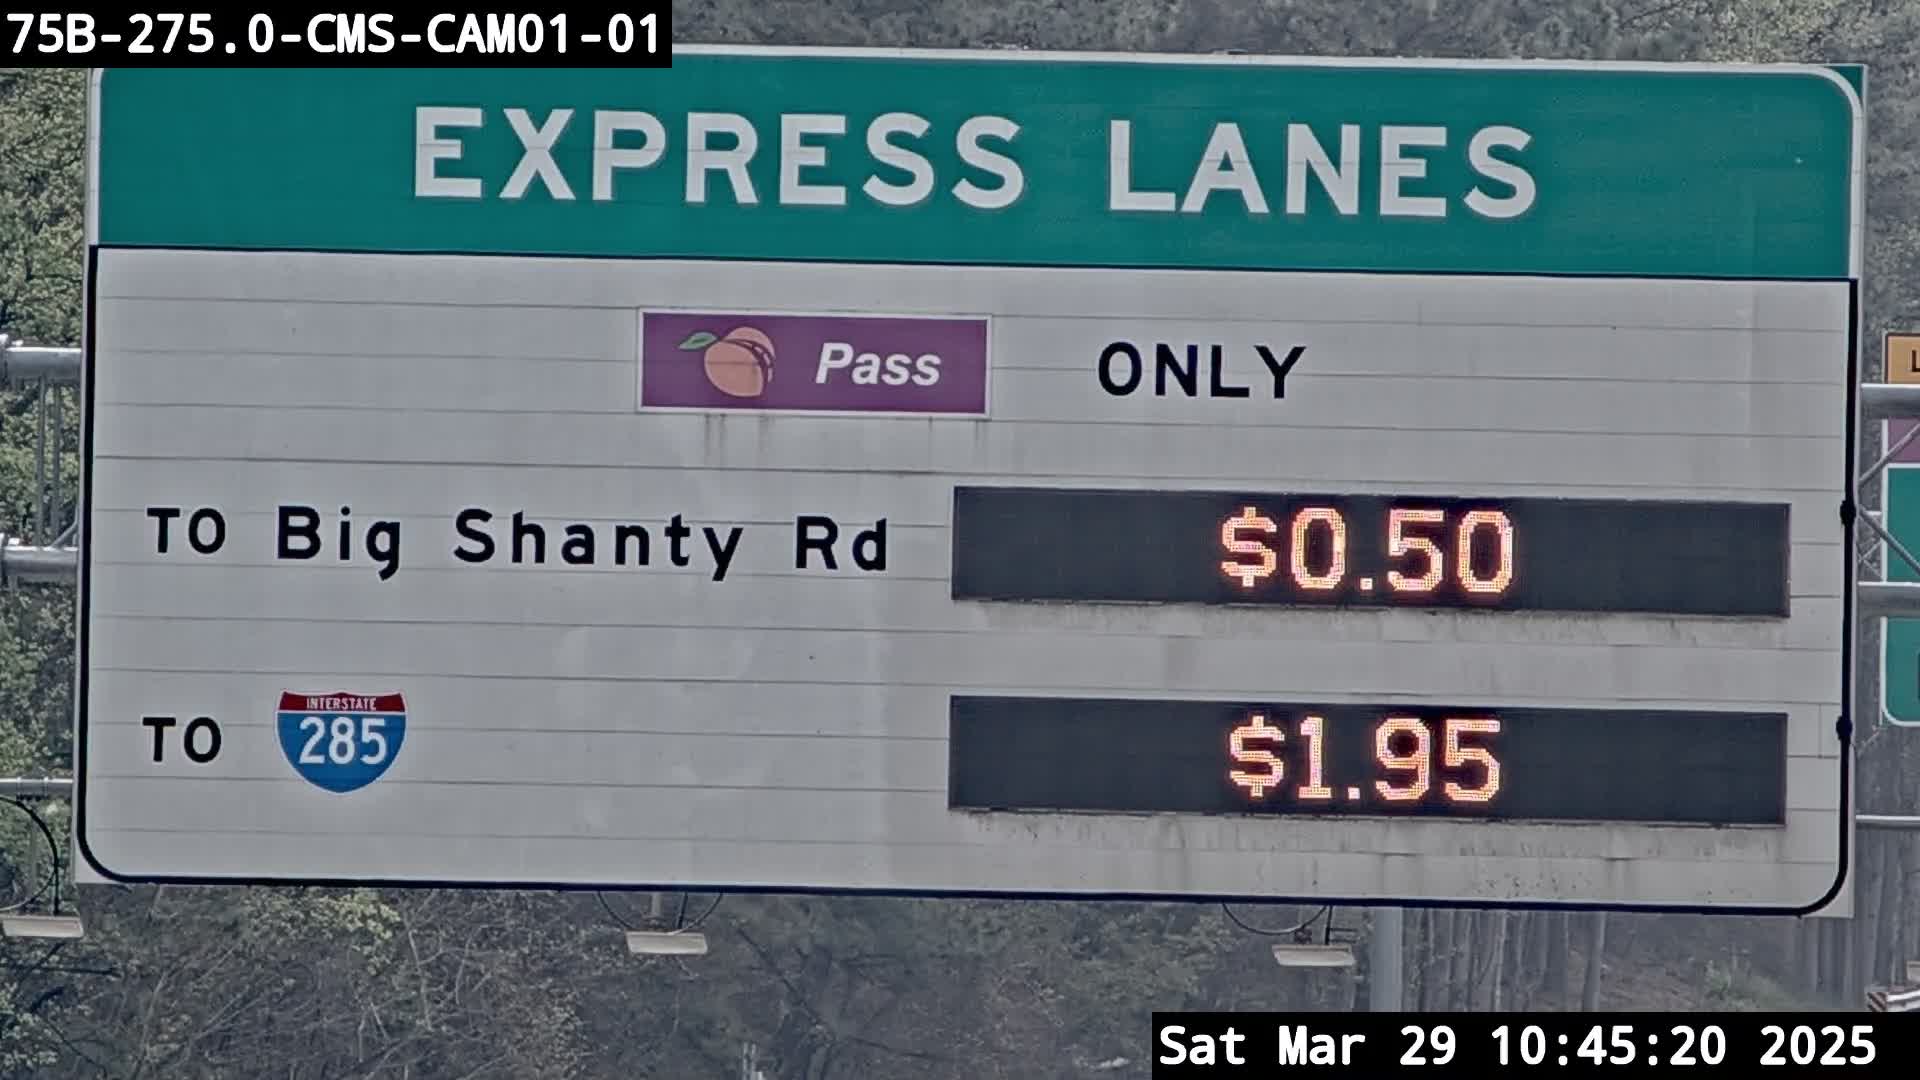 75B-275.0-CMS-CAM01-01
EXPRESS LANES
Pass ONLY
TO Big Shanty Rd $0.50
TO INTERSTATE 285 $1.95
Sat Mar 29 10:45:20 2025